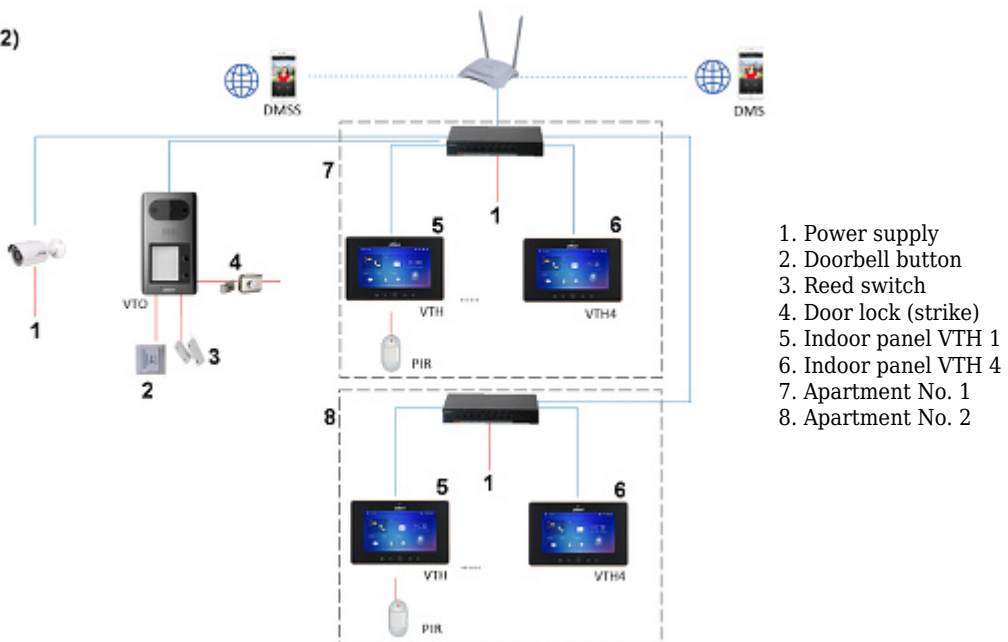 2)
DMSS
DMS
7
1
5
6
4
VTO
VTH
....
VTH4
1
2
3
PIR
8
1
5
6
VTH
....
VTH4
PIR
1. Power supply
2. Doorbell button
3. Reed switch
4. Door lock (strike)
5. Indoor panel VTH 1
6. Indoor panel VTH 4
7. Apartment No. 1
8. Apartment No. 2